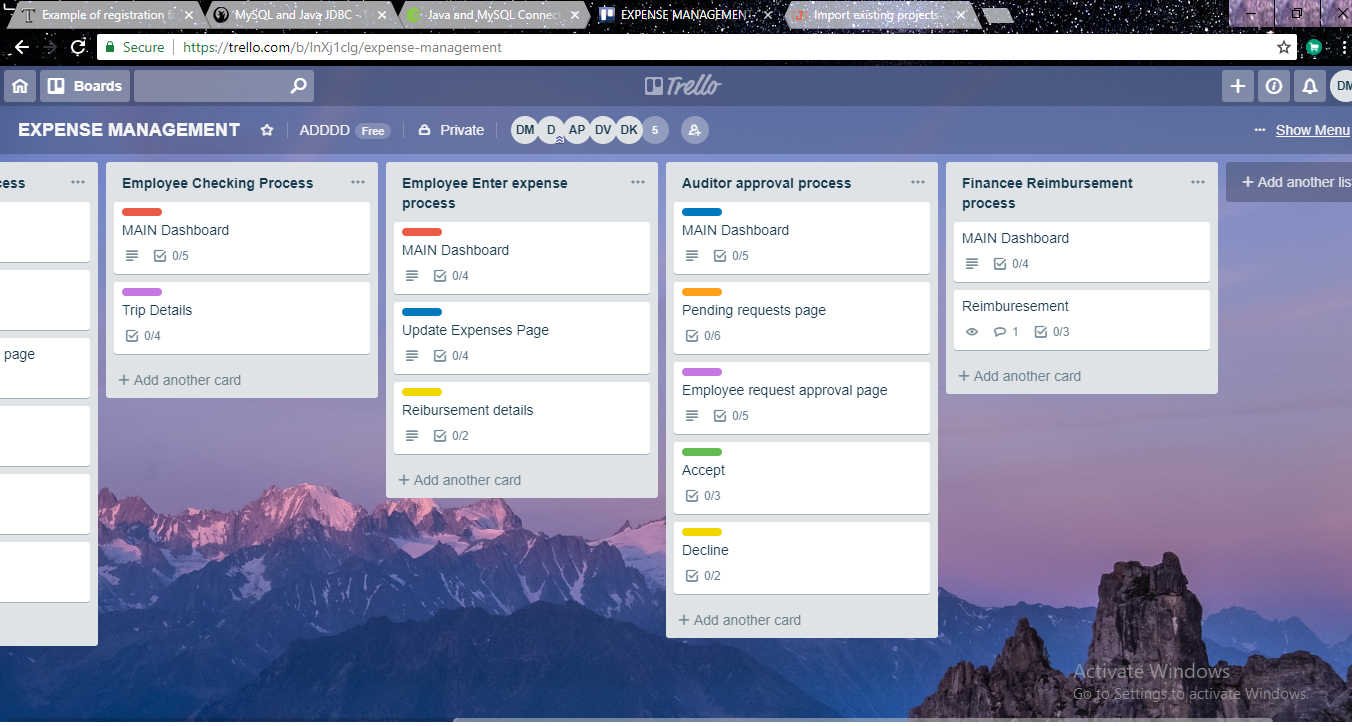 Example of registration f
MySQL and Java JDBC - T
Java and MySQL Connect
EXPENSE MANAGEMEN
Import existing projects
Secure
https://trello.com/b/InXj1clg/expense-management
Boards
Trello
DM
EXPENSE MANAGEMENT
ADDDD
Free
Private
DM
D
AP
DV
DK
5
Show Menu
ess
page
Employee Checking Process
MAIN Dashboard
0/5
Trip Details
0/4
+ Add another card
Employee Enter expense
process
MAIN Dashboard
0/4
Update Expenses Page
0/4
Reibursement details
0/2
+ Add another card
Auditor approval process
MAIN Dashboard
0/5
Pending requests page
0/6
Employee request approval page
0/5
Accept
0/3
Decline
0/2
+ Add another card
Financee Reimbursement
process
MAIN Dashboard
0/4
Reimburesement
1
0/3
+ Add another card
+ Add another list
Activate Windows
Go to Settings to activate Windows.